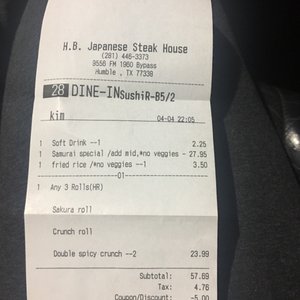 H.B. Japanese Steak House
(281) 446-3373
9556 FM 1960 Bypass
Humble , TX 77338
28 DINE-IN SushiR-B5/2
kim 04-04 22:05
1 Soft Drink --1 2.25
1 Samurai special /add mid,*no veggies - 27.95
1 fried rice /*no veggies --1 3.50
------01------
1 Any 3 Rolls(HR)
Sakura roll
Crunch roll
Double spicy crunch --2 23.99
Subtotal: 57.69
Tax: 4.76
Coupon/Discount: -5.00